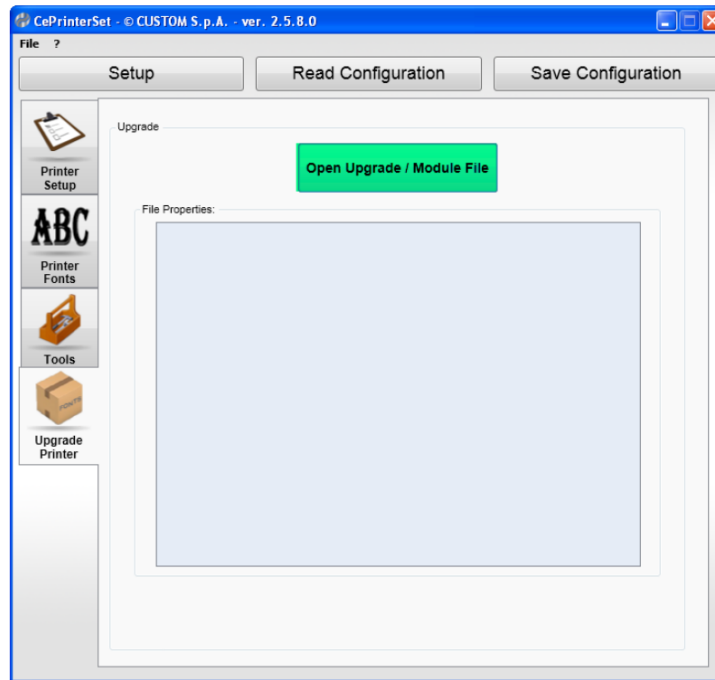 CePrinterSet - © CUSTOM S.p.A. - ver. 2.5.8.0
File ?
Setup Read Configuration Save Configuration
Printer
Setup
ABC
Printer
Fonts
Tools
FONTS
Upgrade
Printer
Upgrade
Open Upgrade / Module File
File Properties: